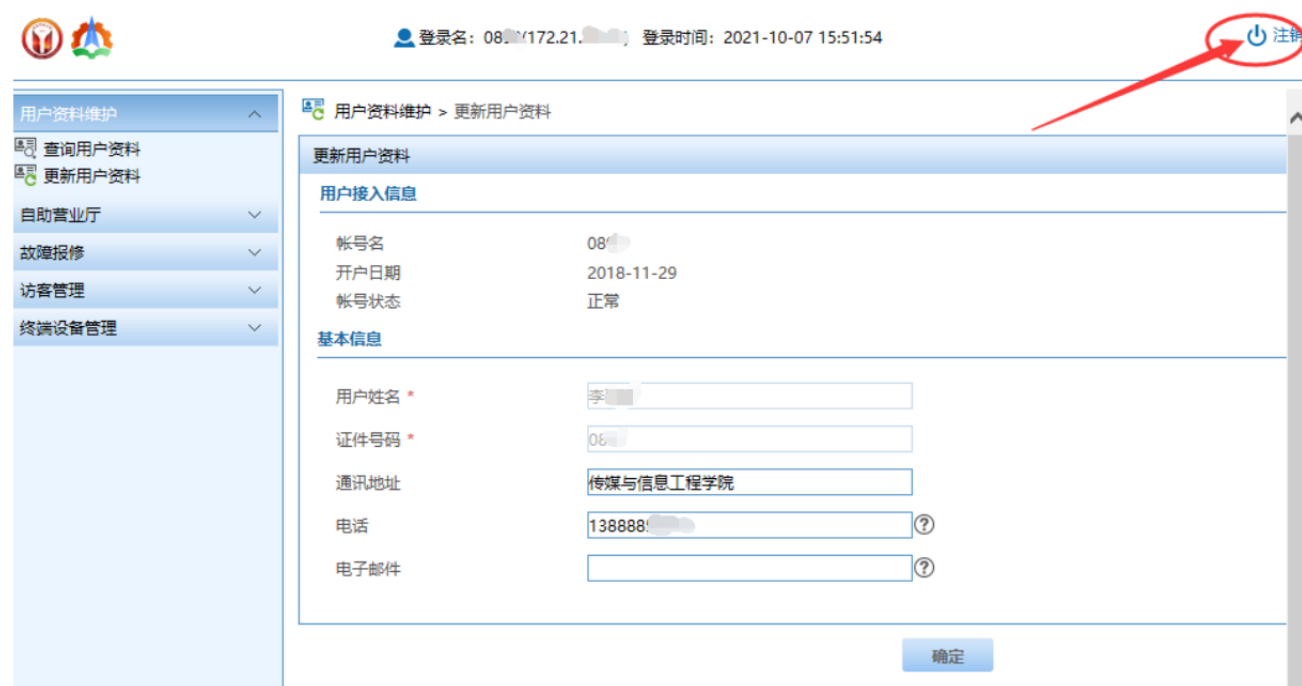 登录名：08 (172.21. ) 登录时间：2021-10-07 15:51:54
注销
用户资料维护
查询用户资料
更新用户资料
自助营业厅
故障报修
访客管理
终端设备管理
用户资料维护 > 更新用户资料
更新用户资料
用户接入信息
帐号名 08
开户日期 2018-11-29
帐号状态 正常
基本信息
用户姓名 * 李
证件号码 * 08
通讯地址 传媒与信息工程学院
电话 138888
电子邮件
确定